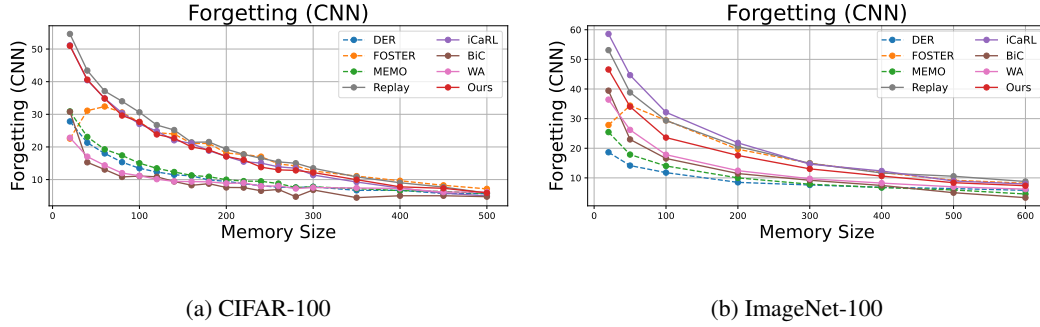 Forgetting (CNN)
Forgetting (CNN)
50
40
30
20
10
0
100
200
300
400
500
Memory Size
DER
FOSTER
MEMO
Replay
iCaRL
BiC
WA
Ours
(a) CIFAR-100
Forgetting (CNN)
Forgetting (CNN)
60
50
40
30
20
10
0
100
200
300
400
500
600
Memory Size
DER
FOSTER
MEMO
Replay
iCaRL
BiC
WA
Ours
(b) ImageNet-100